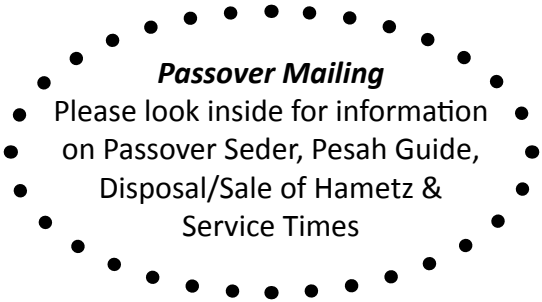 Passover Mailing
Please look inside for information
on Passover Seder, Pesah Guide,
Disposal/Sale of Hametz &
Service Times